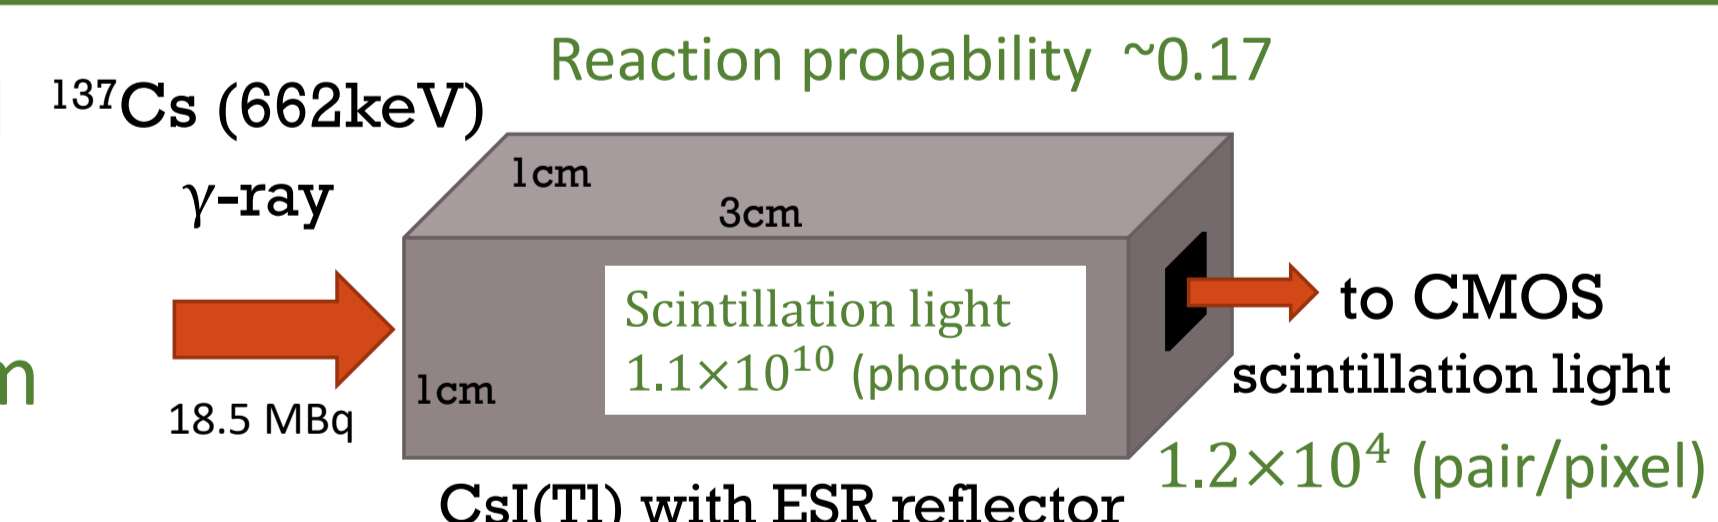 Reaction probability ~0.17
¹³⁷Cs (662keV)
γ-ray
1cm
3cm
Scintillation light
1.1×10¹⁰ (photons)
to CMOS
scintillation light
1.2×10⁴ (pair/pixel)
1cm
18.5 MBq
CsI(Tl) with ESR reflector